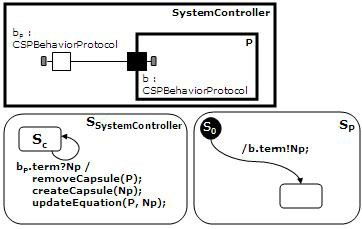 SystemController
bP :
CSPBehaviorProtocol
P
b :
CSPBehaviorProtocol
SSystemController
Sc
bP.term?Np /
removeCapsule(P);
createCapsule(Np);
updateEquation(P, Np);
SP
S0
/b.term!Np;